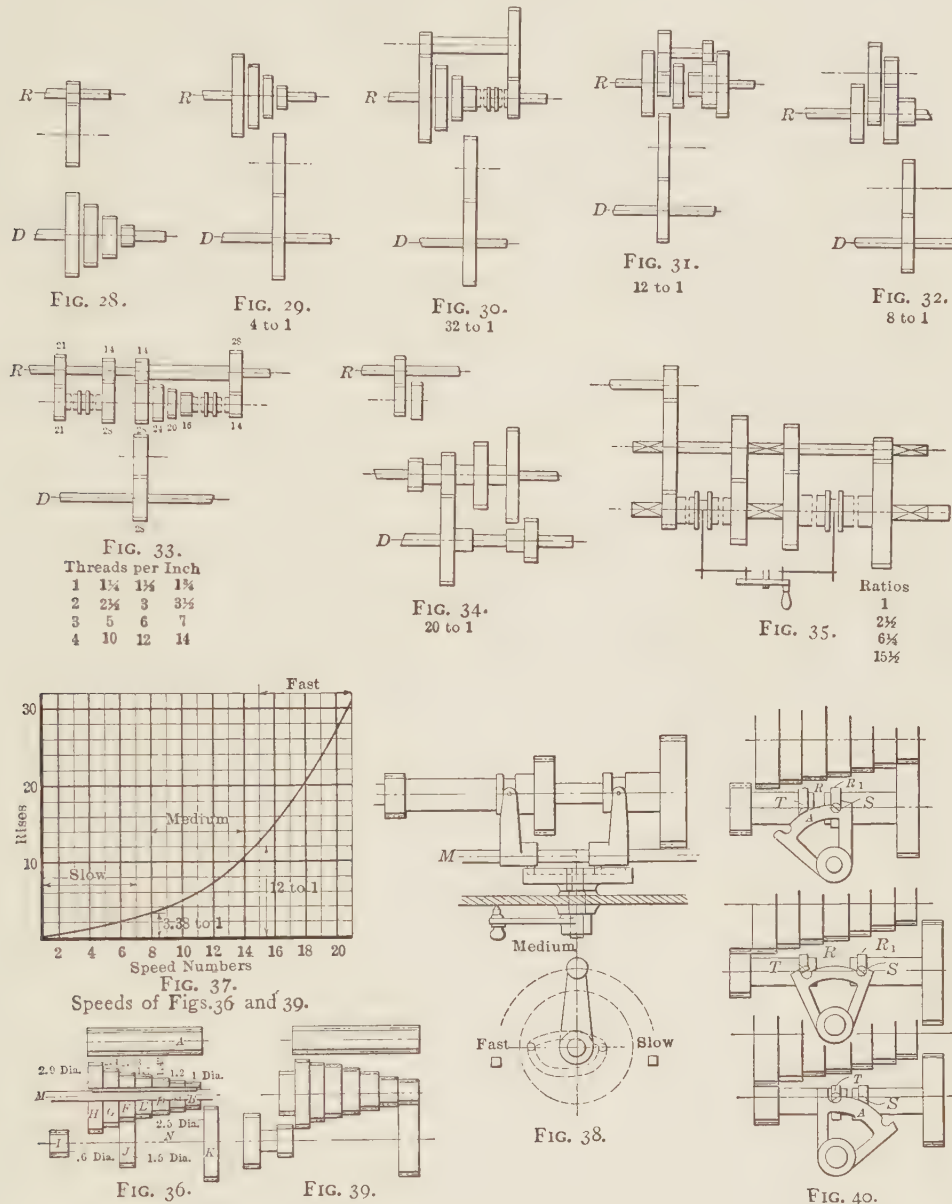 R
R
R
R
R
D
D
D
D
FIG. 28.
FIG. 29.
4 to 1
FIG. 30.
32 to 1
FIG. 31.
12 to 1
FIG. 32.
8 to 1
21 14 14 28
R
21 28 28 24 20 16 14
D
28
FIG. 33.
Threads per Inch
1 1¼ 1½ 1¾
2 2½ 3 3½
3 5 6 7
4 10 12 14
R
D
FIG. 34.
20 to 1
FIG. 35.
Ratios
1
2½
6¼
15½
Fast
30
20
10
Rises
Medium
Slow
12 to 1
3.38 to 1
2 4 6 8 10 12 14 16 18 20
Speed Numbers
FIG. 37.
Speeds of Figs.36 and 39.
A
2.9 Dia.
1.2
1 Dia.
M
H G F E D B
2.5 Dia.
N
I
.6 Dia.
J
1.5 Dia.
K
FIG. 36.
FIG. 39.
M
Medium
Fast
Slow
FIG. 38.
T R R1 S
A
T R R1 S
T
S
A
FIG. 40.